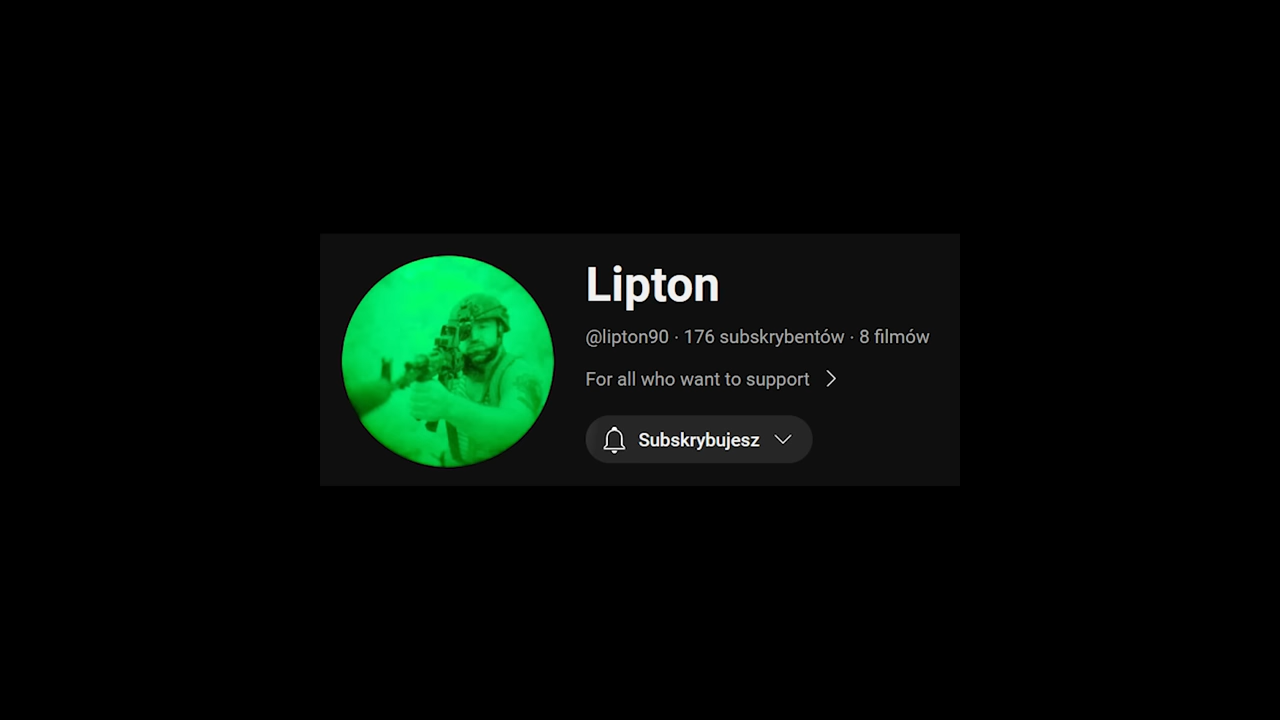 Lipton
@lipton90 · 176 subskrybentów · 8 filmów
For all who want to support
Subskrybujesz